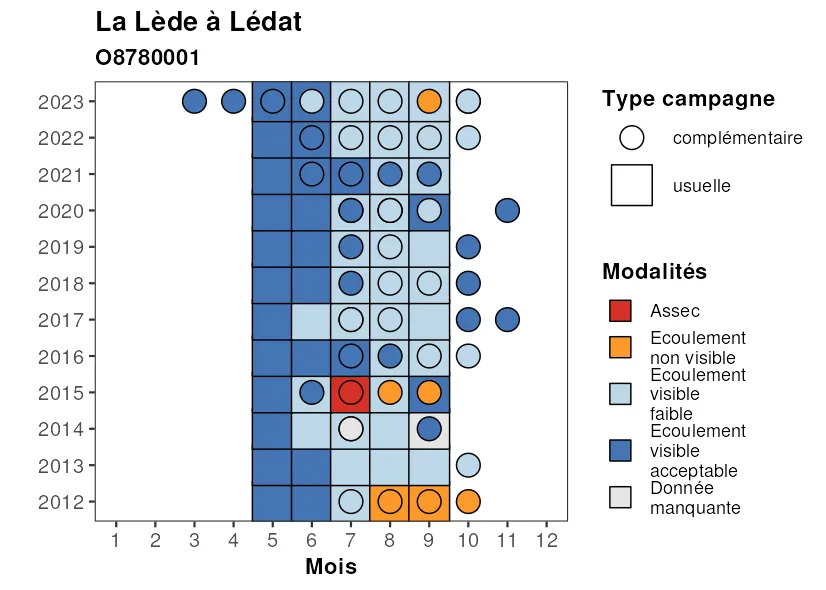 La Lède à Lédat
O8780001
2023
2022
2021
2020
2019
2018
2017
2016
2015
2014
2013
2012
1 2 3 4 5 6 7 8 9 10 11 12
Mois
Type campagne
complémentaire
usuelle
Modalités
Assec
Ecoulement
non visible
Ecoulement
visible
faible
Ecoulement
visible
acceptable
Donnée
manquante